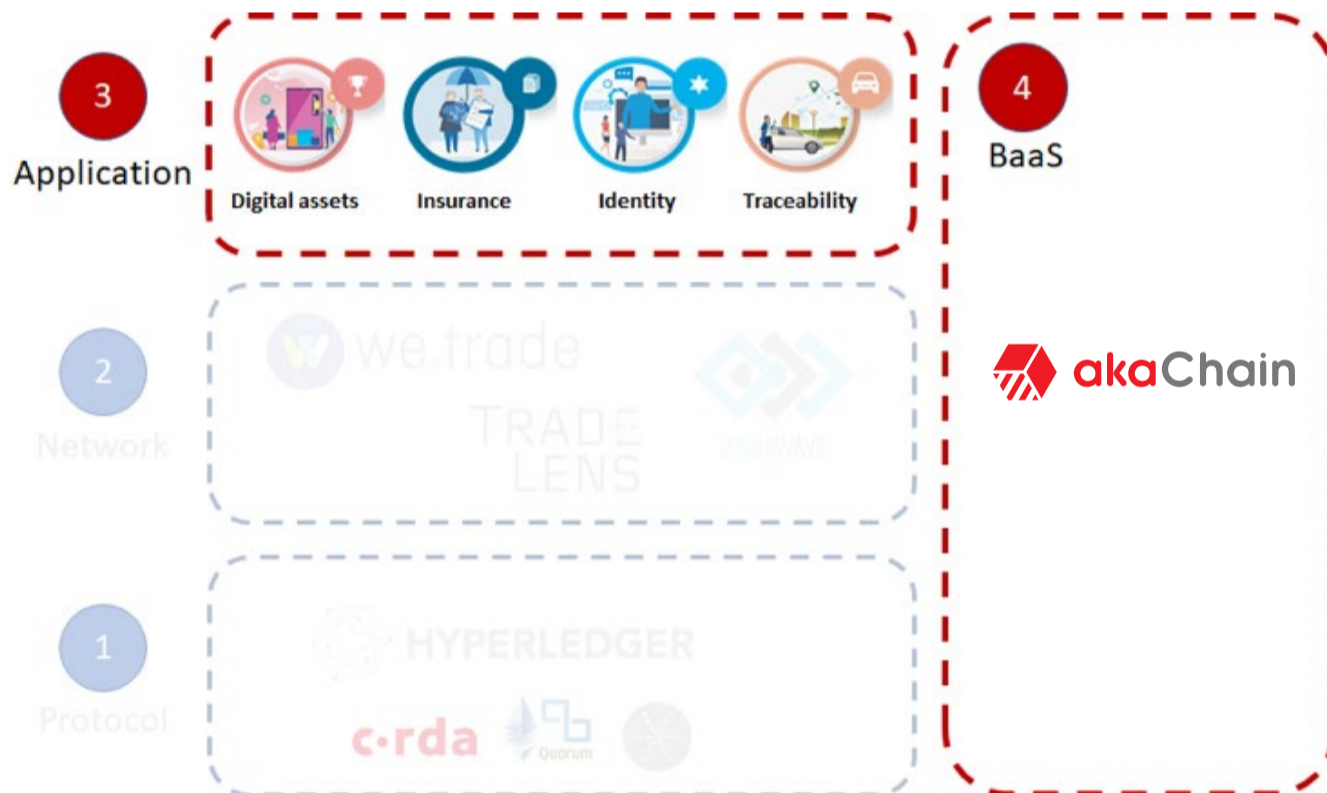 3
Application
Digital assets
Insurance
Identity
Traceability
4
BaaS
akaChain
2
Network
we.trade
TRADE
LENS
INSURWAVE
1
Protocol
HYPERLEDGER
c·rda
Quorum